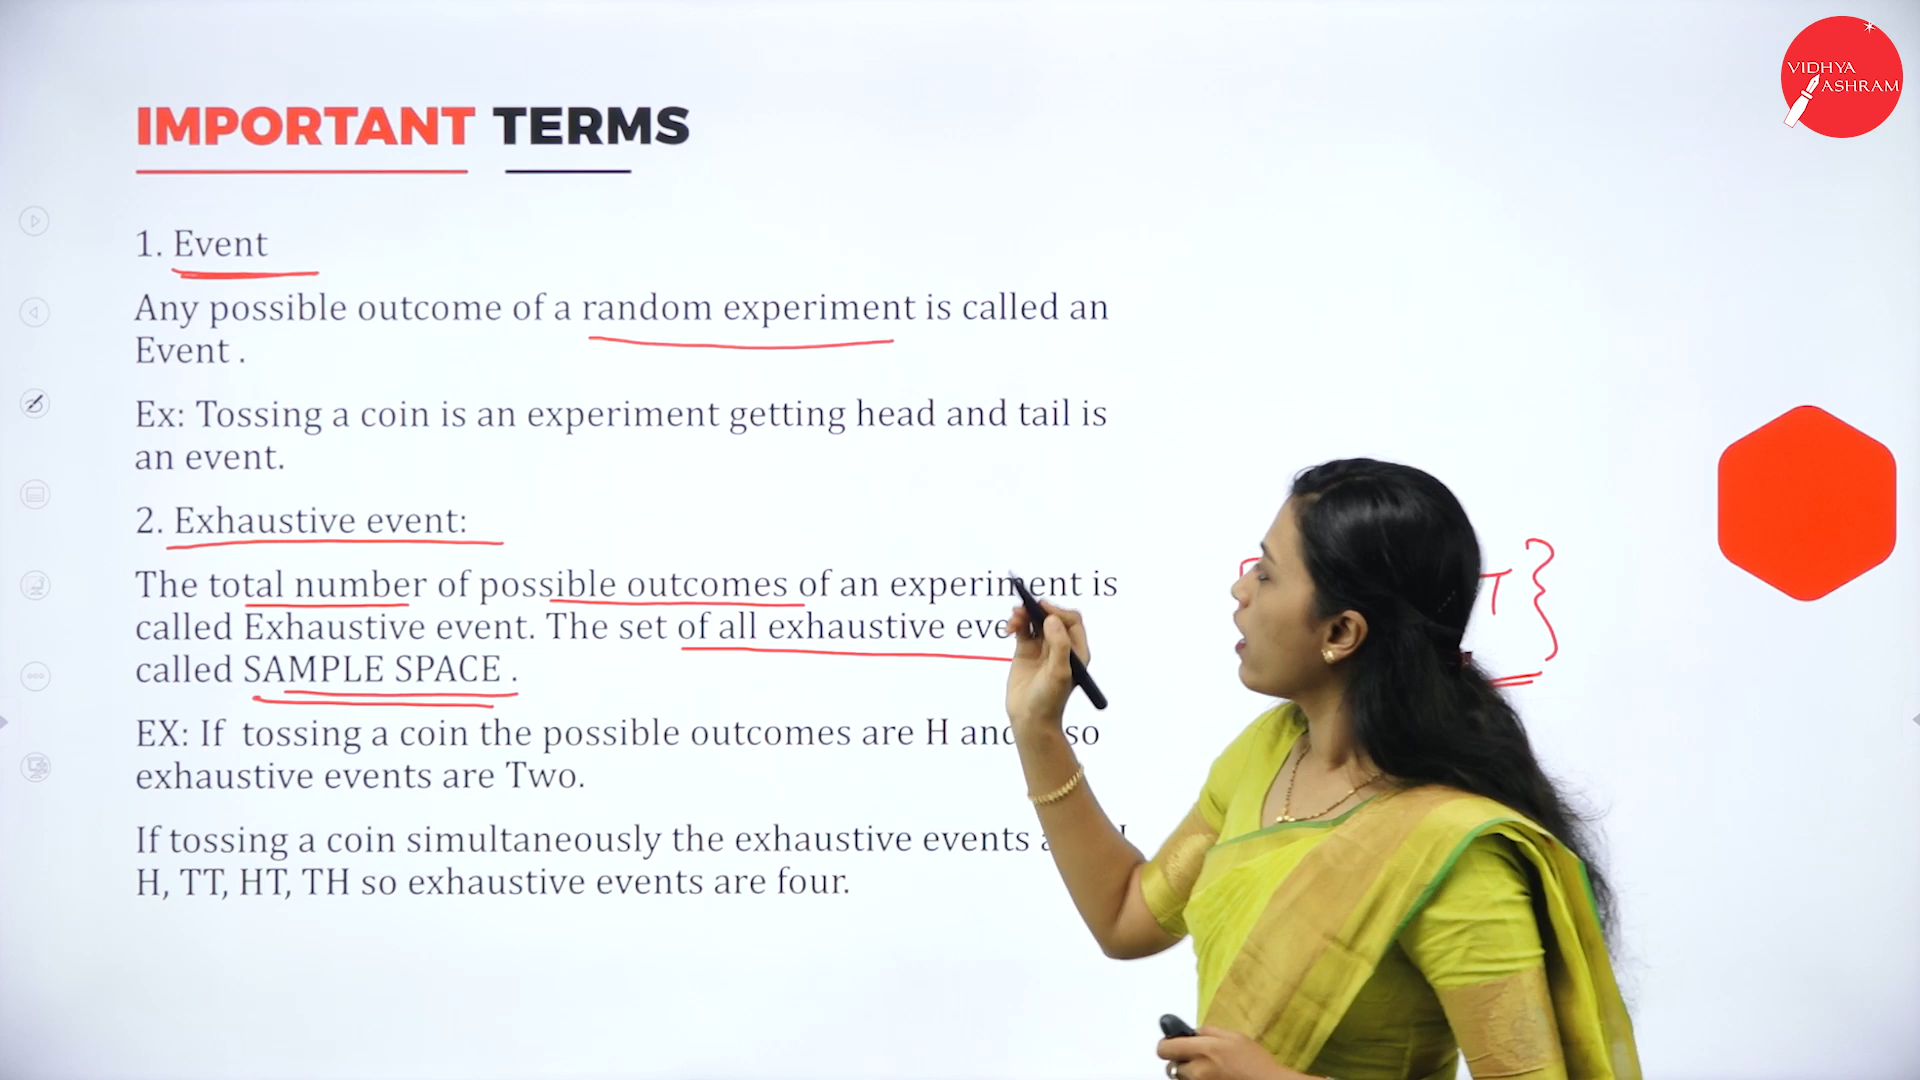 VIDHYA
ASHRAM
IMPORTANT TERMS
1. Event
Any possible outcome of a random experiment is called an
Event .
Ex: Tossing a coin is an experiment getting head and tail is
an event.
2. Exhaustive event:
The total number of possible outcomes of an experiment is
called Exhaustive event. The set of all exhaustive
called SAMPLE SPACE .
EX: If tossing a coin the possible outcomes are H and so
exhaustive events are Two.
If tossing a coin simultaneously the exhaustive events
H, TT, HT, TH so exhaustive events are four.
T }